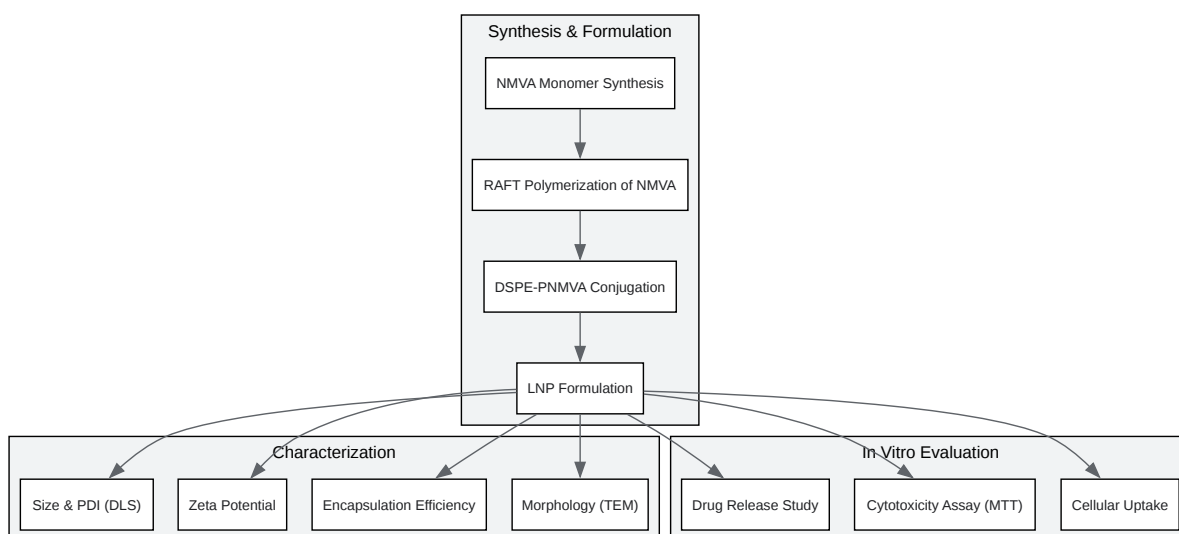 Synthesis & Formulation
NMVA Monomer Synthesis
RAFT Polymerization of NMVA
DSPE-PNMVA Conjugation
LNP Formulation
Characterization
Size & PDI (DLS)
Zeta Potential
Encapsulation Efficiency
Morphology (TEM)
In Vitro Evaluation
Drug Release Study
Cytotoxicity Assay (MTT)
Cellular Uptake